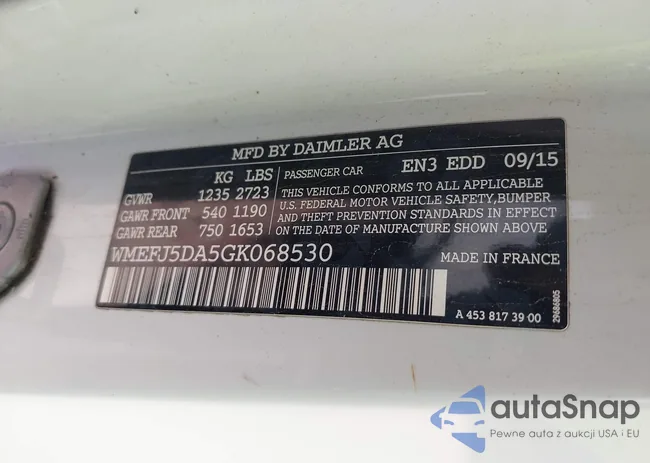 MFD BY DAIMLER AG
KG LBS
GVWR 1235 2723
GAWR FRONT 540 1190
GAWR REAR 750 1653
PASSENGER CAR EN3 EDD 09/15
THIS VEHICLE CONFORMS TO ALL APPLICABLE
U.S. FEDERAL MOTOR VEHICLE SAFETY, BUMPER
AND THEFT PREVENTION STANDARDS IN EFFECT
ON THE DATE OF MANUFACTURE SHOWN ABOVE
WMEFJ5DA5GK068530 MADE IN FRANCE
A 453 817 39 00
29686805
autaSnap
Pewne auta z aukcji USA i EU